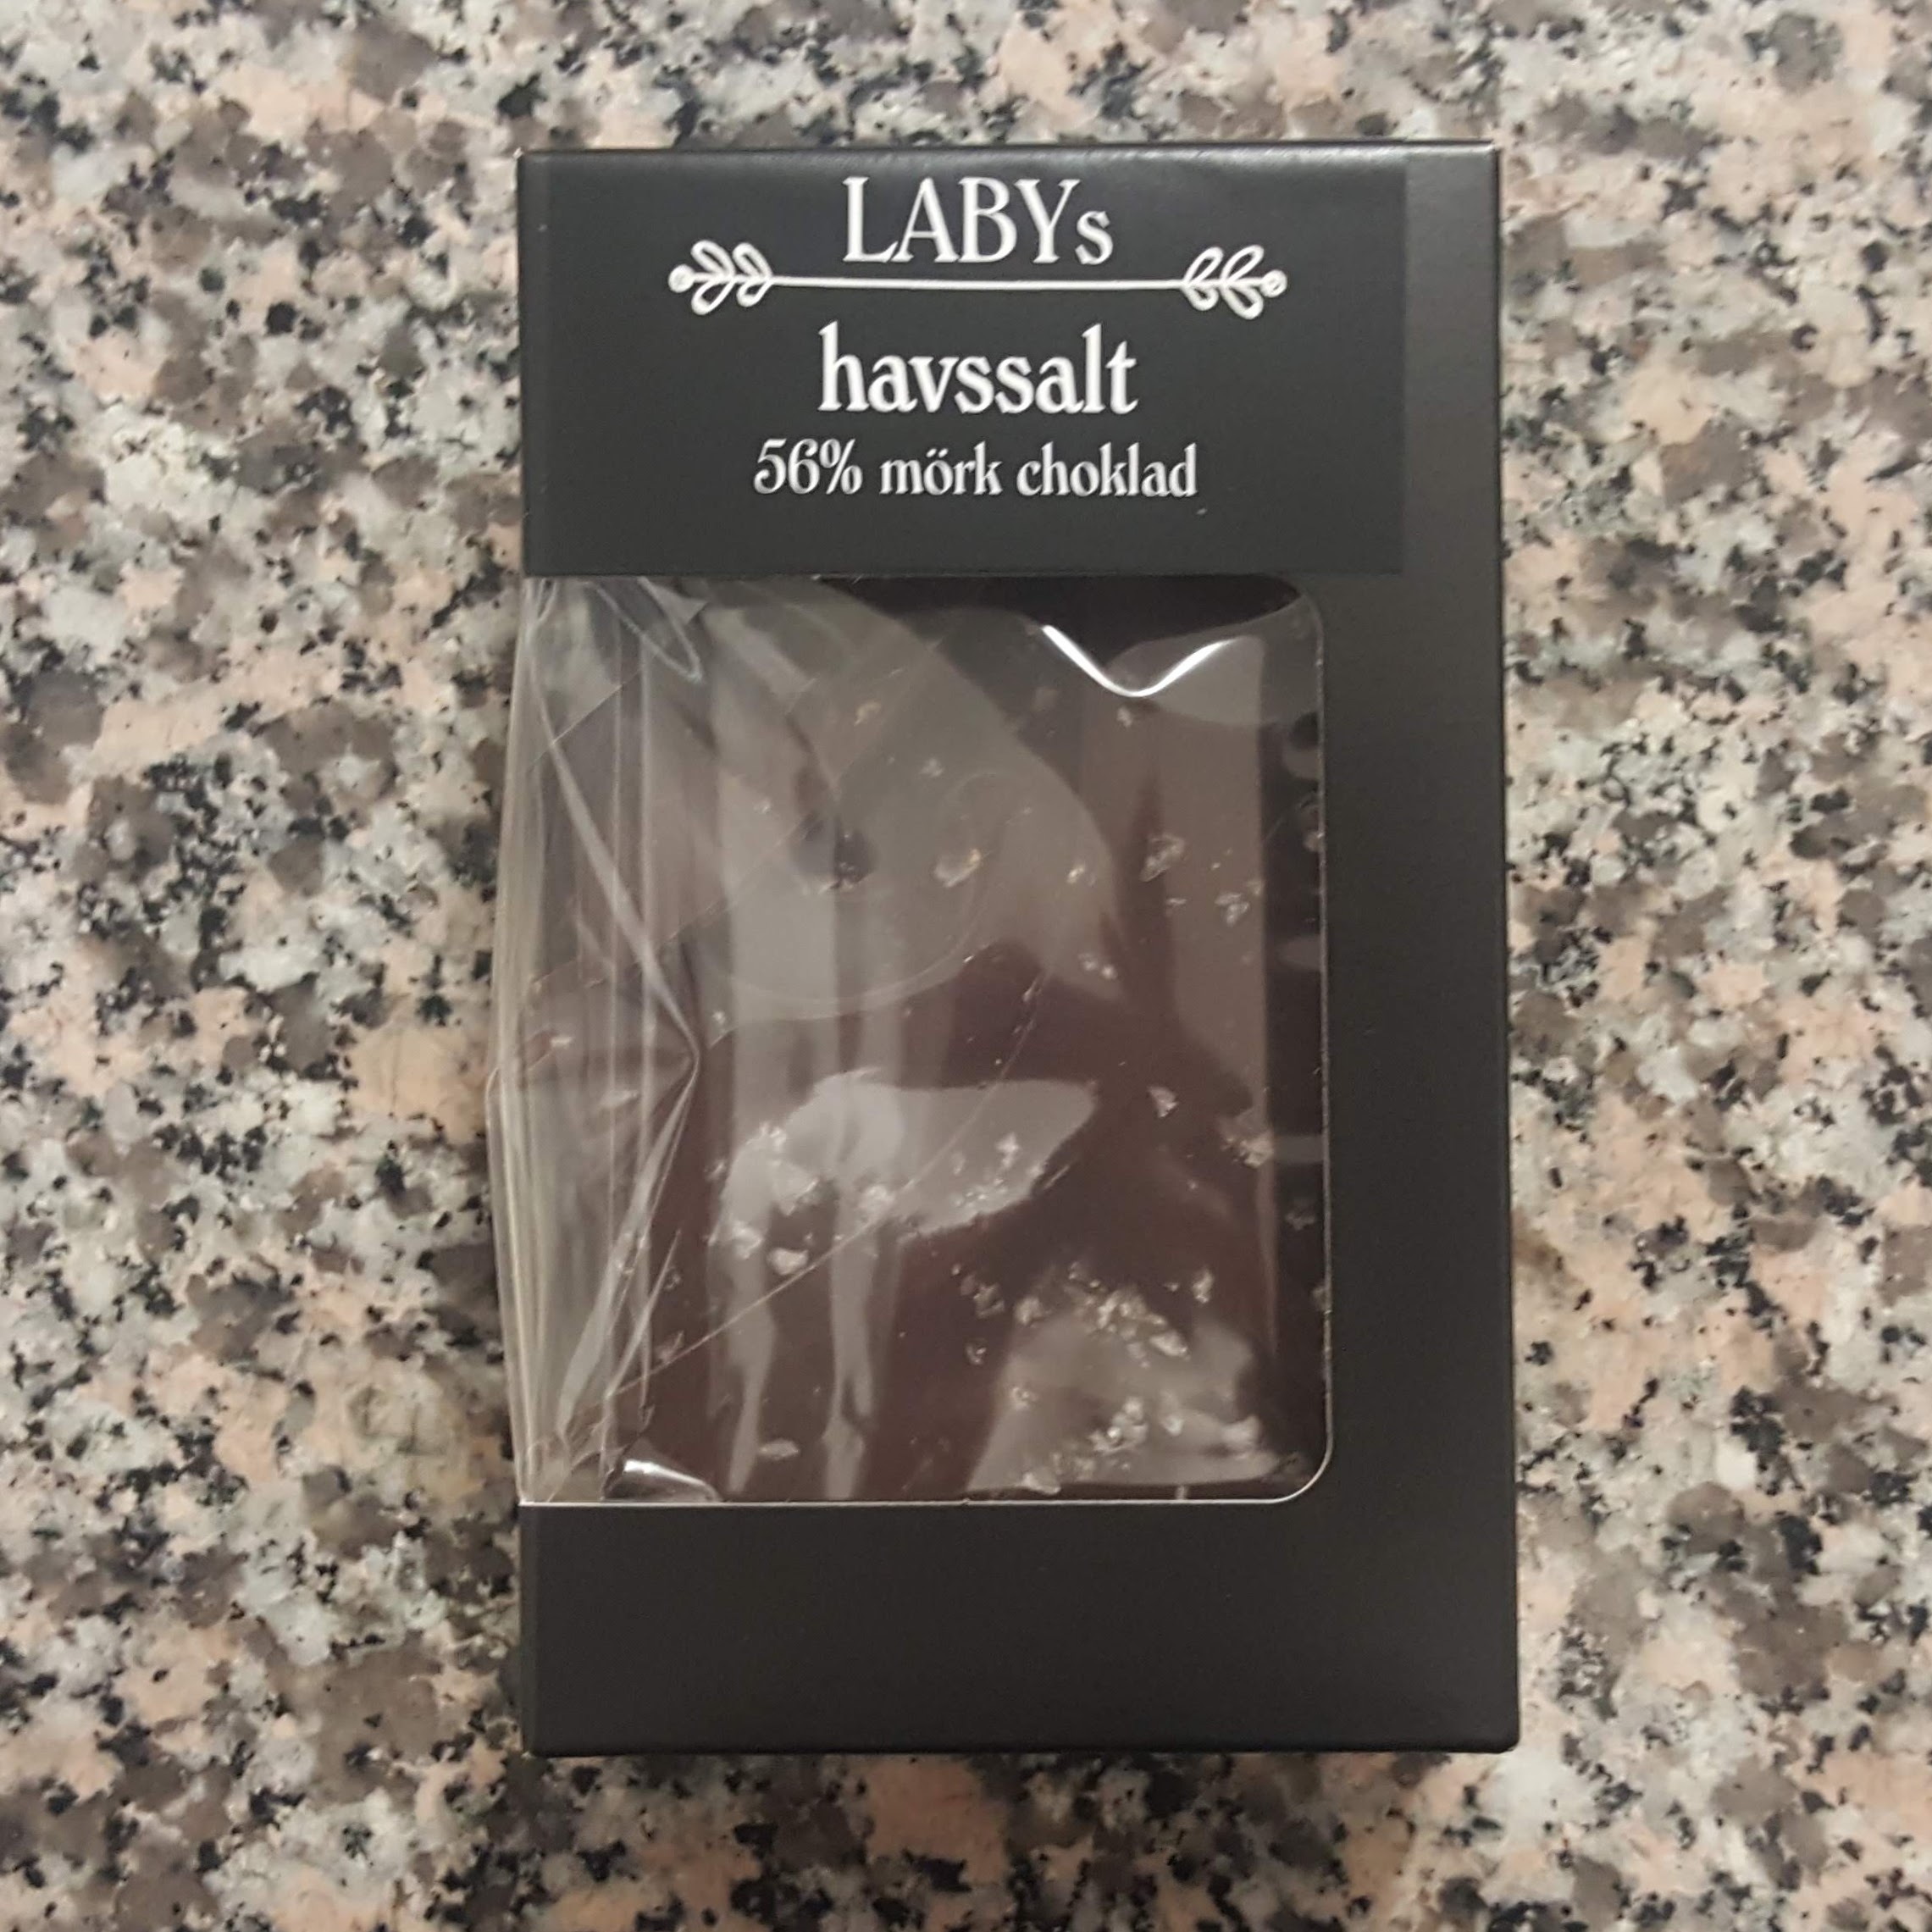 LABYs
havssalt
56% mörk choklad